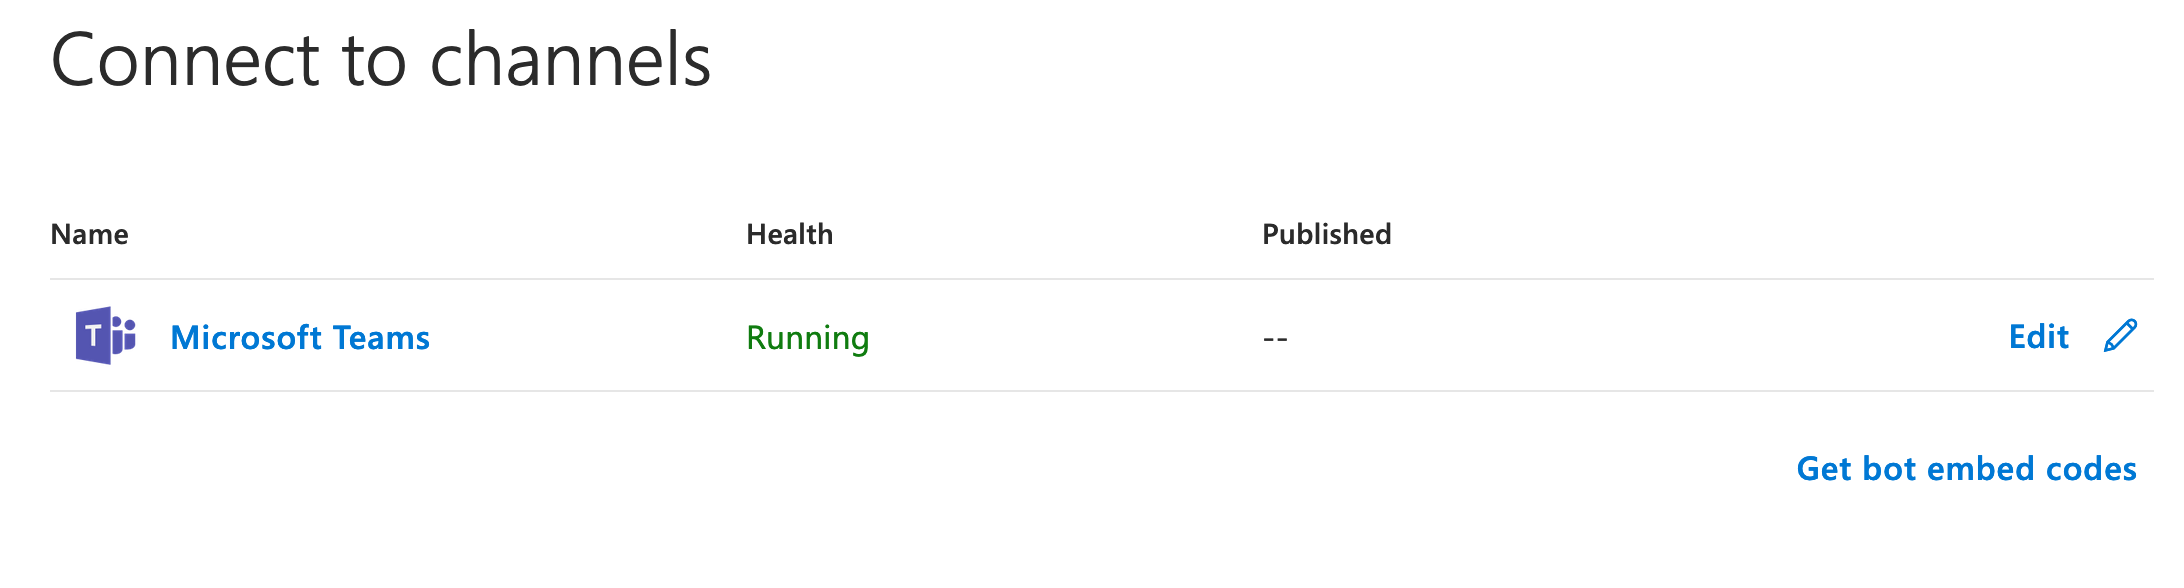 Connect to channels
Name Health Published
T Microsoft Teams Running -- Edit
Get bot embed codes